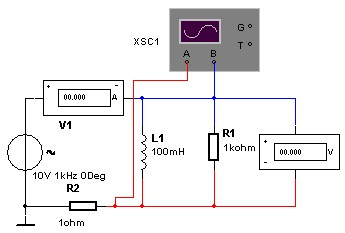 G
XSC1
T
A B
+ -
00.000 A
V1
L1
100mH
R1
1kohm
+
-
00.000 V
10V 1kHz 0Deg
R2
1ohm